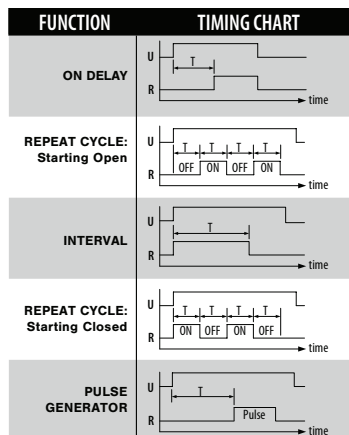 FUNCTION TIMING CHART
ON DELAY
U
T
R
time
REPEAT CYCLE:
Starting Open
U
T T T T
OFF ON OFF ON
R
time
INTERVAL
U
T
R
time
REPEAT CYCLE:
Starting Closed
U
T T T T
ON OFF ON OFF
R
time
PULSE
GENERATOR
U
T
R
Pulse
time